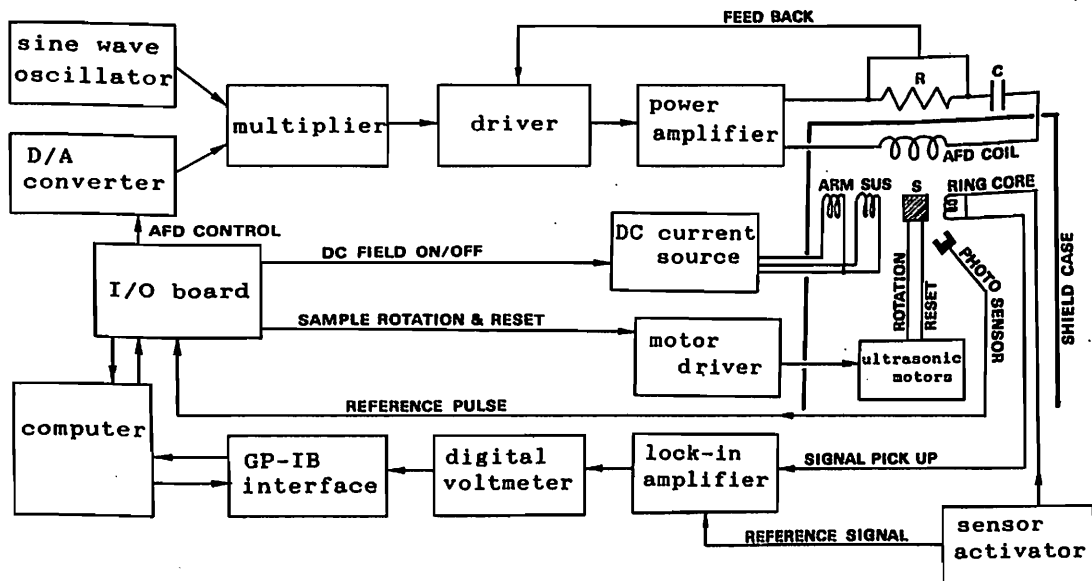 FEED BACK
sine wave
oscillator
R
C
multiplier
driver
power
amplifier
D/A
converter
AFD COIL
ARM
SUS
S
RING CORE
AFD CONTROL
DC FIELD ON/OFF
DC current
source
PHOTO SENSOR
SHIELD CASE
I/O board
ROTATION
RESET
SAMPLE ROTATION & RESET
motor
driver
ultrasonic
motors
REFERENCE PULSE
computer
GP-IB
interface
digital
voltmeter
lock-in
amplifier
SIGNAL PICK UP
REFERENCE SIGNAL
sensor
activator